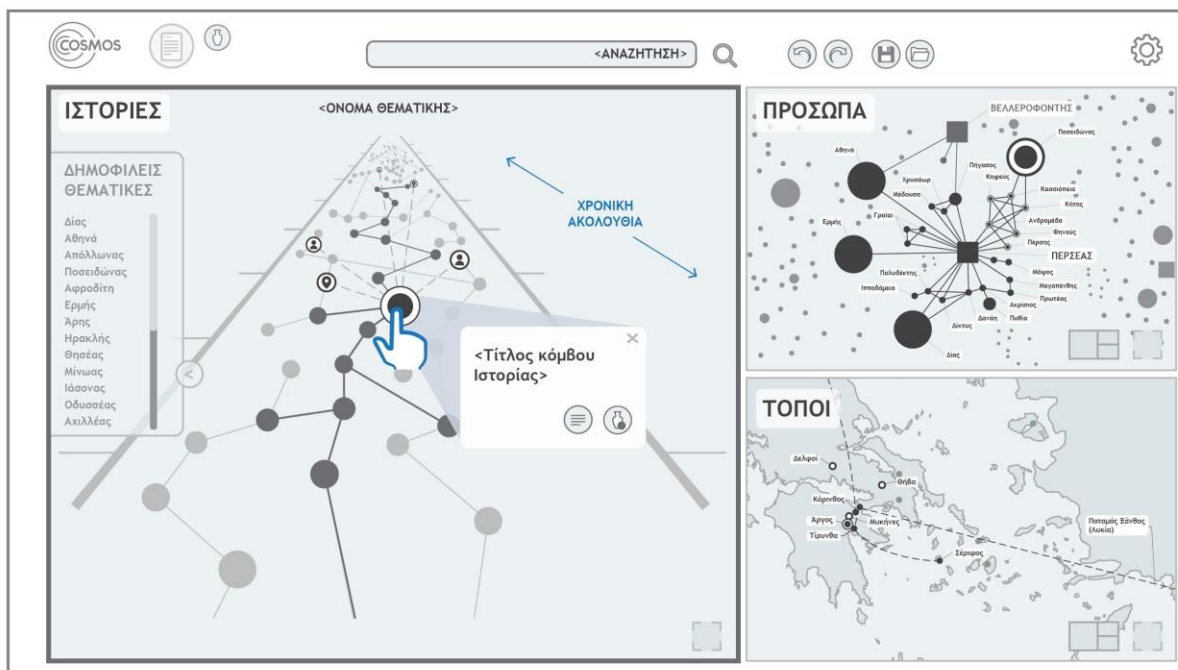 COSMOS
<ΑΝΑΖΗΤΗΣΗ>
ΙΣΤΟΡΙΕΣ
<ΟΝΟΜΑ ΘΕΜΑΤΙΚΗΣ>
ΔΗΜΟΦΙΛΕΙΣ
ΘΕΜΑΤΙΚΕΣ
Δίας
Αθηνά
Απόλλωνας
Ποσειδώνας
Αφροδίτη
Ερμής
Άρης
Ηρακλής
Θησέας
Μίνωας
Ιάσονας
Οδυσσέας
Αχιλλέας
<
ΧΡΟΝΙΚΗ
ΑΚΟΛΟΥΘΙΑ
<Τίτλος κόμβου
Ιστορίας>
ΠΡΟΣΩΠΑ
ΒΕΛΛΕΡΟΦΟΝΤΗΣ
Ποσειδώνας
Αθηνά
Πήγασος
Κηφεύς
Χρυσάωρ
Κασσιόπεια
Μέδουσα
Κήτος
Γραίαι
Ανδρομέδα
Ερμής
Φηνεύς
Πέρσης
ΠΕΡΣΕΑΣ
Πολυδέκτης
Μόψος
Ιπποδάμεια
Μεγαπένθης
Πρωτέας
Ακρίσιος
Πυθία
Δανάη
Δίκτυς
Δίας
ΤΟΠΟΙ
Δελφοί
Θήβα
Κόρινθος
Άργος
Μυκήνες
Τίρυνθα
Σέριφος
Ποταμός Ξάνθος
(Λυκία)